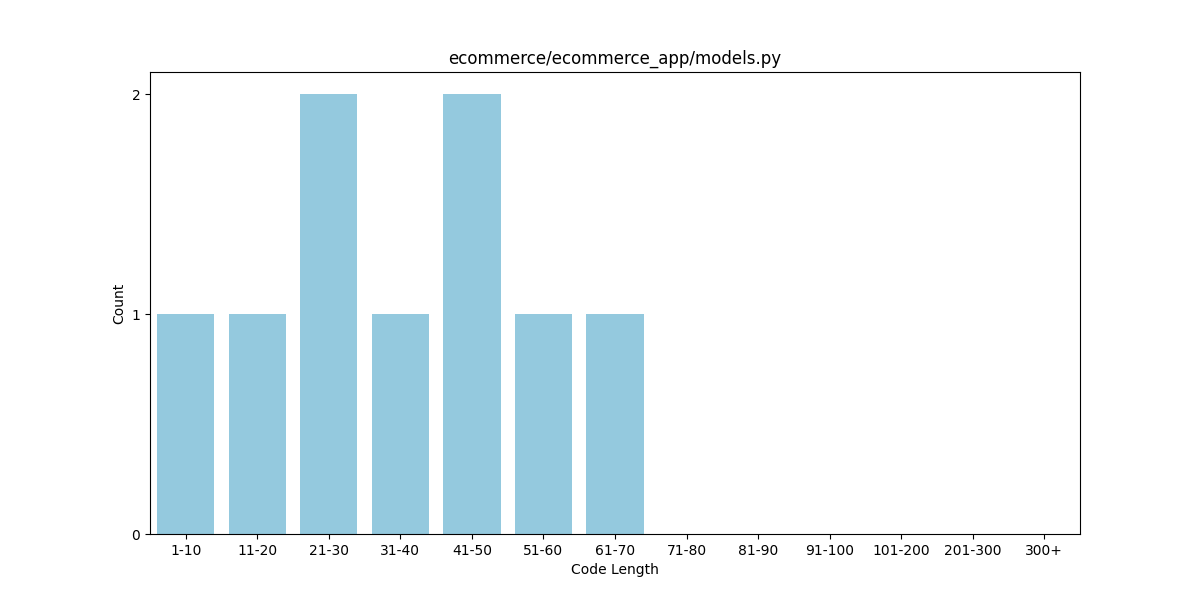 ecommerce/ecommerce_app/models.py
2
1
0
Count
1-10 11-20 21-30 31-40 41-50 51-60 61-70 71-80 81-90 91-100 101-200 201-300 300+
Code Length